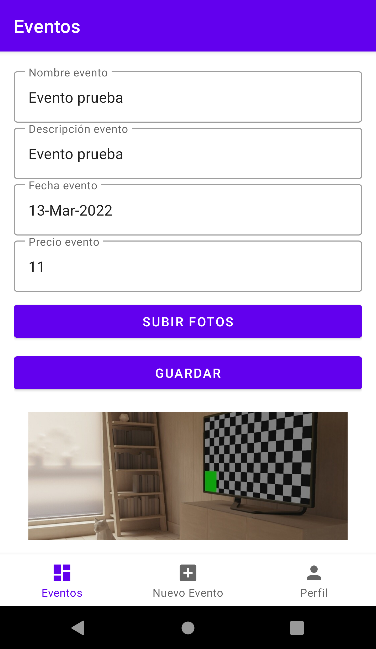 Eventos
Nombre evento
Evento prueba
Descripción evento
Evento prueba
Fecha evento
13-Mar-2022
Precio evento
11
SUBIR FOTOS
GUARDAR
Eventos
Nuevo Evento
Perfil